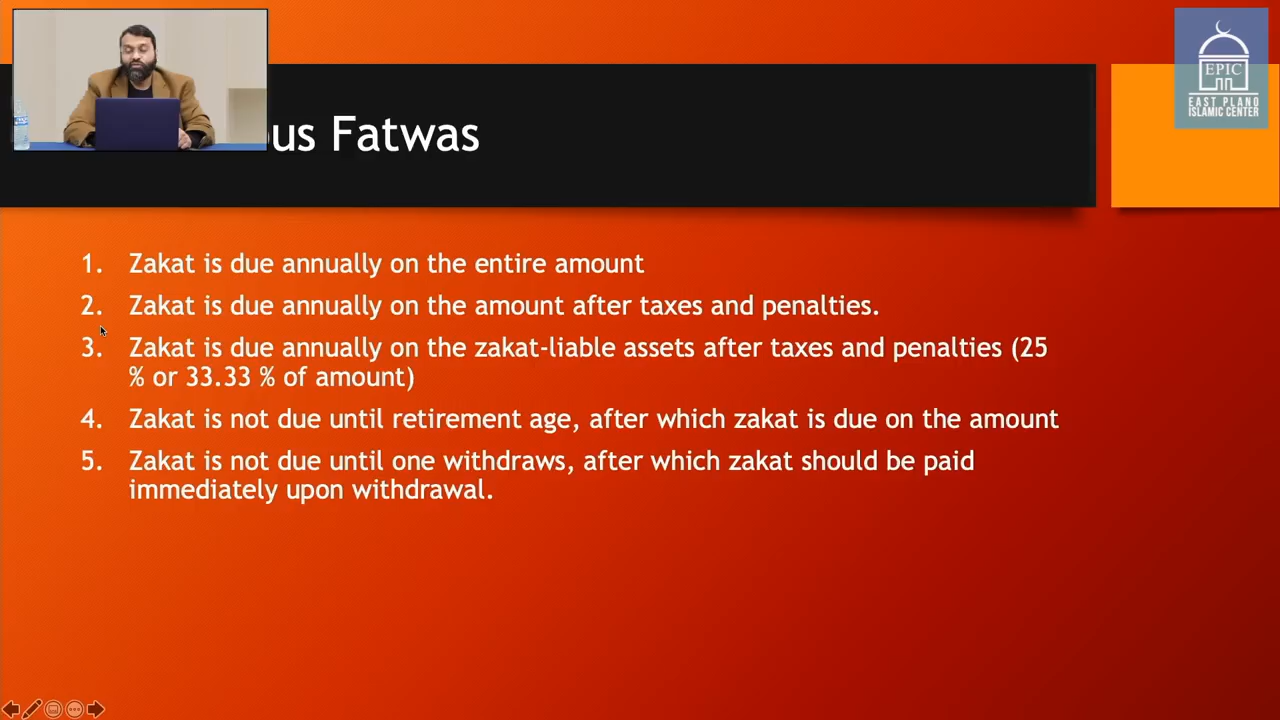 EPIC
EAST PLANO
ISLAMIC CENTER
ous Fatwas
1. Zakat is due annually on the entire amount
2. Zakat is due annually on the amount after taxes and penalties.
3. Zakat is due annually on the zakat-liable assets after taxes and penalties (25
% or 33.33 % of amount)
4. Zakat is not due until retirement age, after which zakat is due on the amount
5. Zakat is not due until one withdraws, after which zakat should be paid
immediately upon withdrawal.